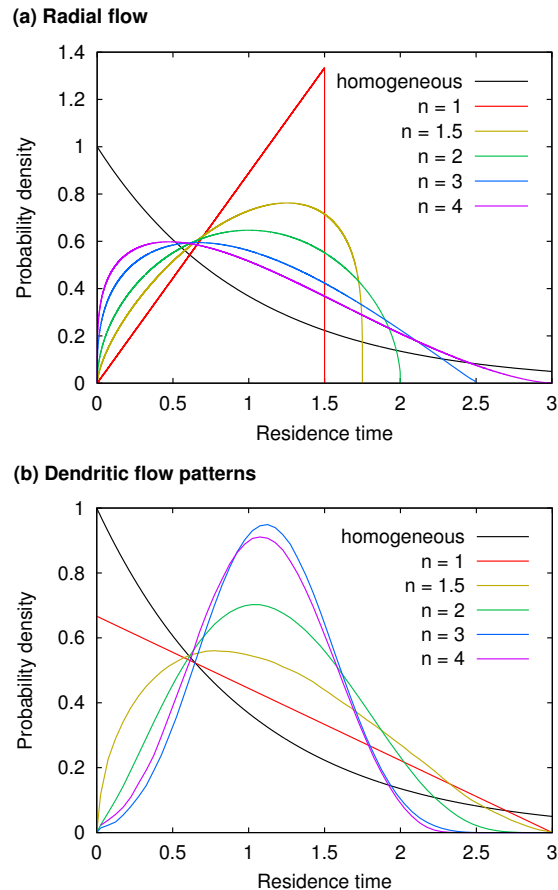 (a) Radial flow
1.4
1.2
1
0.8
0.6
0.4
0.2
0
0
0.5
1
1.5
2
2.5
3
Probability density
Residence time
homogeneous
n = 1
n = 1.5
n = 2
n = 3
n = 4
(b) Dendritic flow patterns
1
0.8
0.6
0.4
0.2
0
0
0.5
1
1.5
2
2.5
3
Probability density
Residence time
homogeneous
n = 1
n = 1.5
n = 2
n = 3
n = 4